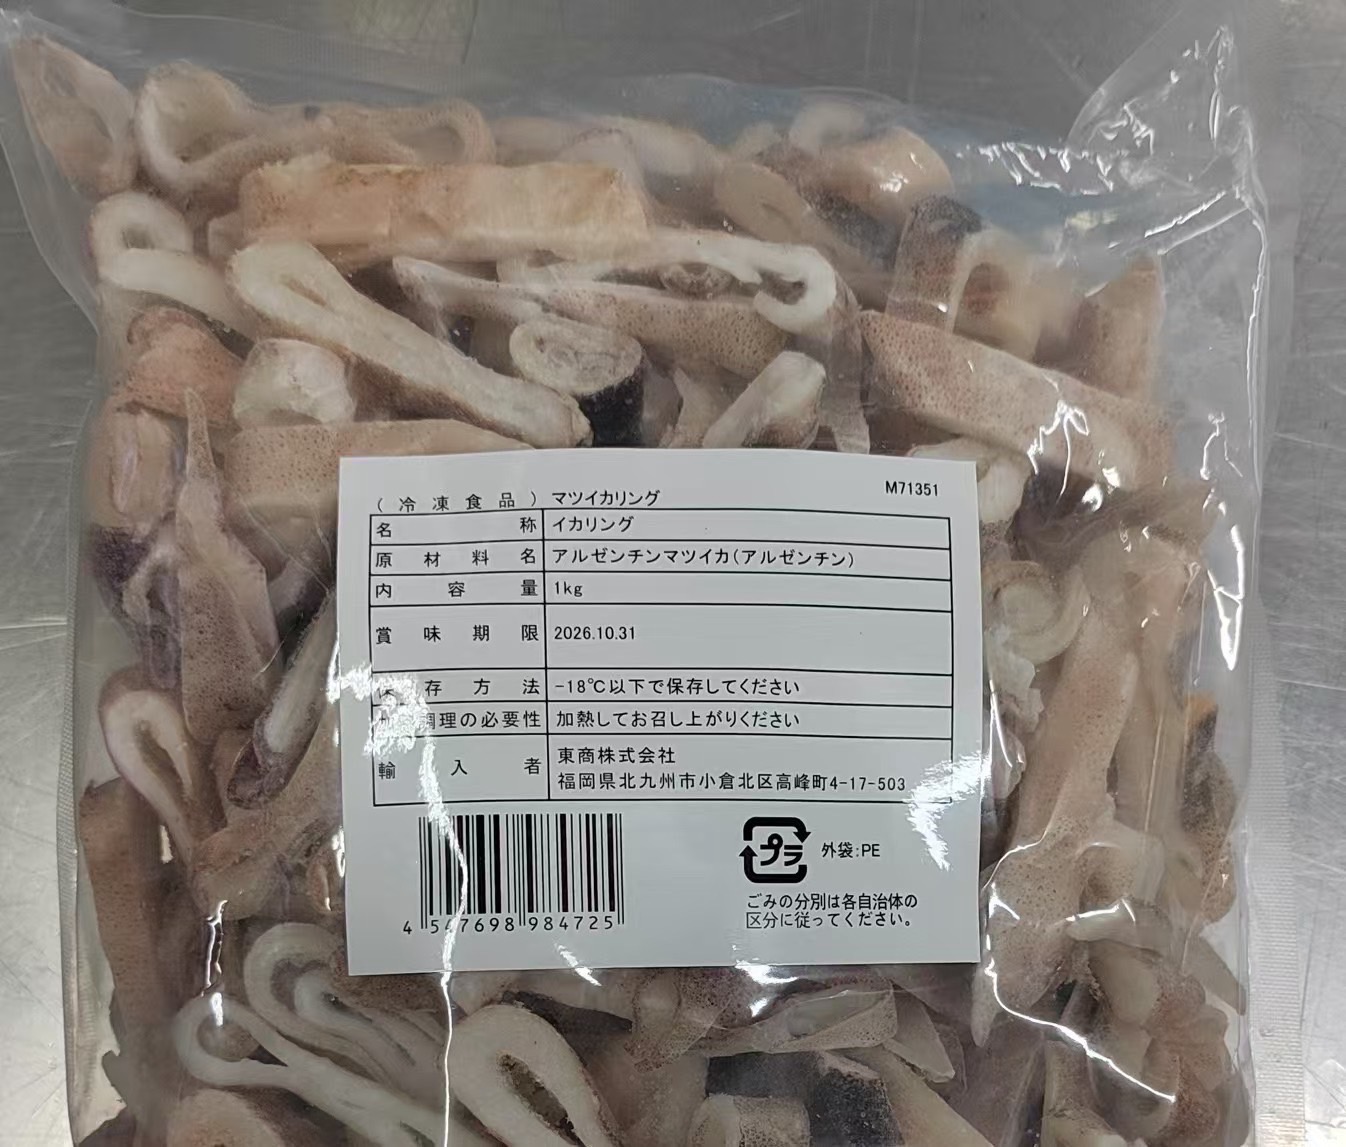 (冷凍食品)マツイカリング M71351
名称 イカリング
原材料名 アルゼンチンマツイカ(アルゼンチン)
内容量 1kg
賞味期限 2026.10.31
保存方法 -18℃以下で保存してください
調理の必要性 加熱してお召し上がりください
輸入者 東商株式会社
福岡県北九州市小倉北区高峰町4-17-503
プラ 外袋:PE
ごみの分別は各自治体の
区分に従ってください。
4 547698 984725